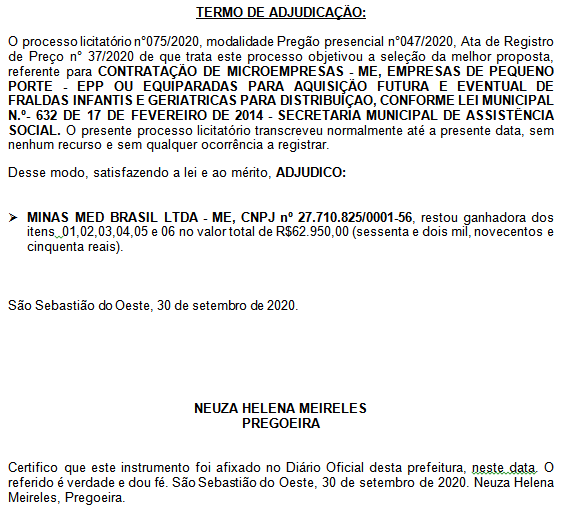 TERMO DE ADJUDICAÇÃO:
O processo licitatório n°075/2020, modalidade Pregão presencial n°047/2020, Ata de Registro
de Preço n° 37/2020 de que trata este processo objetivou a seleção da melhor proposta,
referente para CONTRATAÇÃO DE MICROEMPRESAS - ME, EMPRESAS DE PEQUENO
PORTE - EPP OU EQUIPARADAS PARA AQUISIÇÃO FUTURA E EVENTUAL DE
FRALDAS INFANTIS E GERIATRICAS PARA DISTRIBUIÇAO, CONFORME LEI MUNICIPAL
N.º- 632 DE 17 DE FEVEREIRO DE 2014 - SECRETARÍA MUNICIPAL DE ASSISTÊNCIA
SOCIAL. O presente processo licitatório transcreveu normalmente até a presente data, sem
nenhum recurso e sem qualquer ocorrência a registrar.
Desse modo, satisfazendo a lei e ao mérito, ADJUDICO:
➢ MINAS MED BRASIL LTDA - ME, CNPJ nº 27.710.825/0001-56, restou ganhadora dos
itens 01,02,03,04,05 e 06 no valor total de R$62.950,00 (sessenta e dois mil, novecentos e
cinquenta reais).
São Sebastião do Oeste, 30 de setembro de 2020.
NEUZA HELENA MEIRELES
PREGOEIRA
Certifico que este instrumento foi afixado no Diário Oficial desta prefeitura, neste data. O
referido é verdade e dou fé. São Sebastião do Oeste, 30 de setembro de 2020. Neuza Helena
Meireles, Pregoeira.